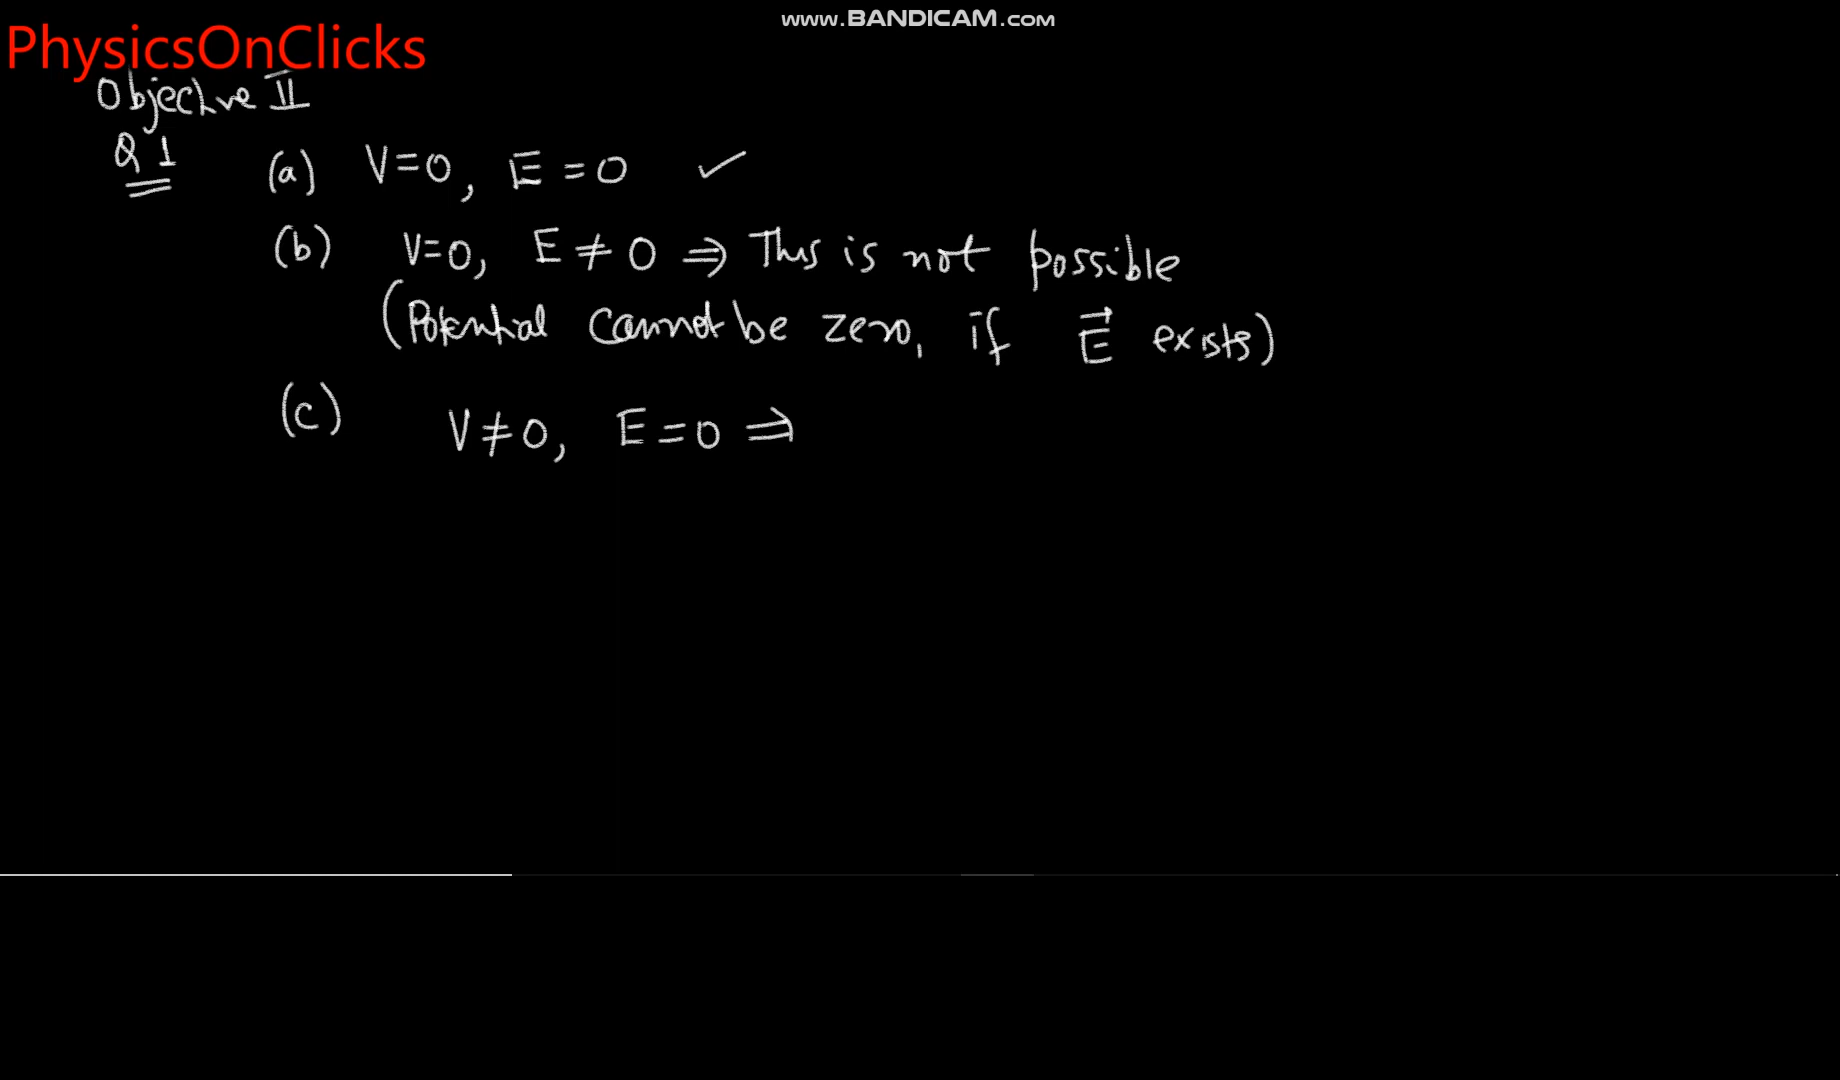 www.BANDICAM.com
PhysicsOnClicks
Objective II
Q 1 (a) V=0, E=0 ✓
(b) V=0, E≠0 ⇒ This is not possible
(Potential cannot be zero, if E⃗ exists)
(c) V≠0, E=0 ⇒